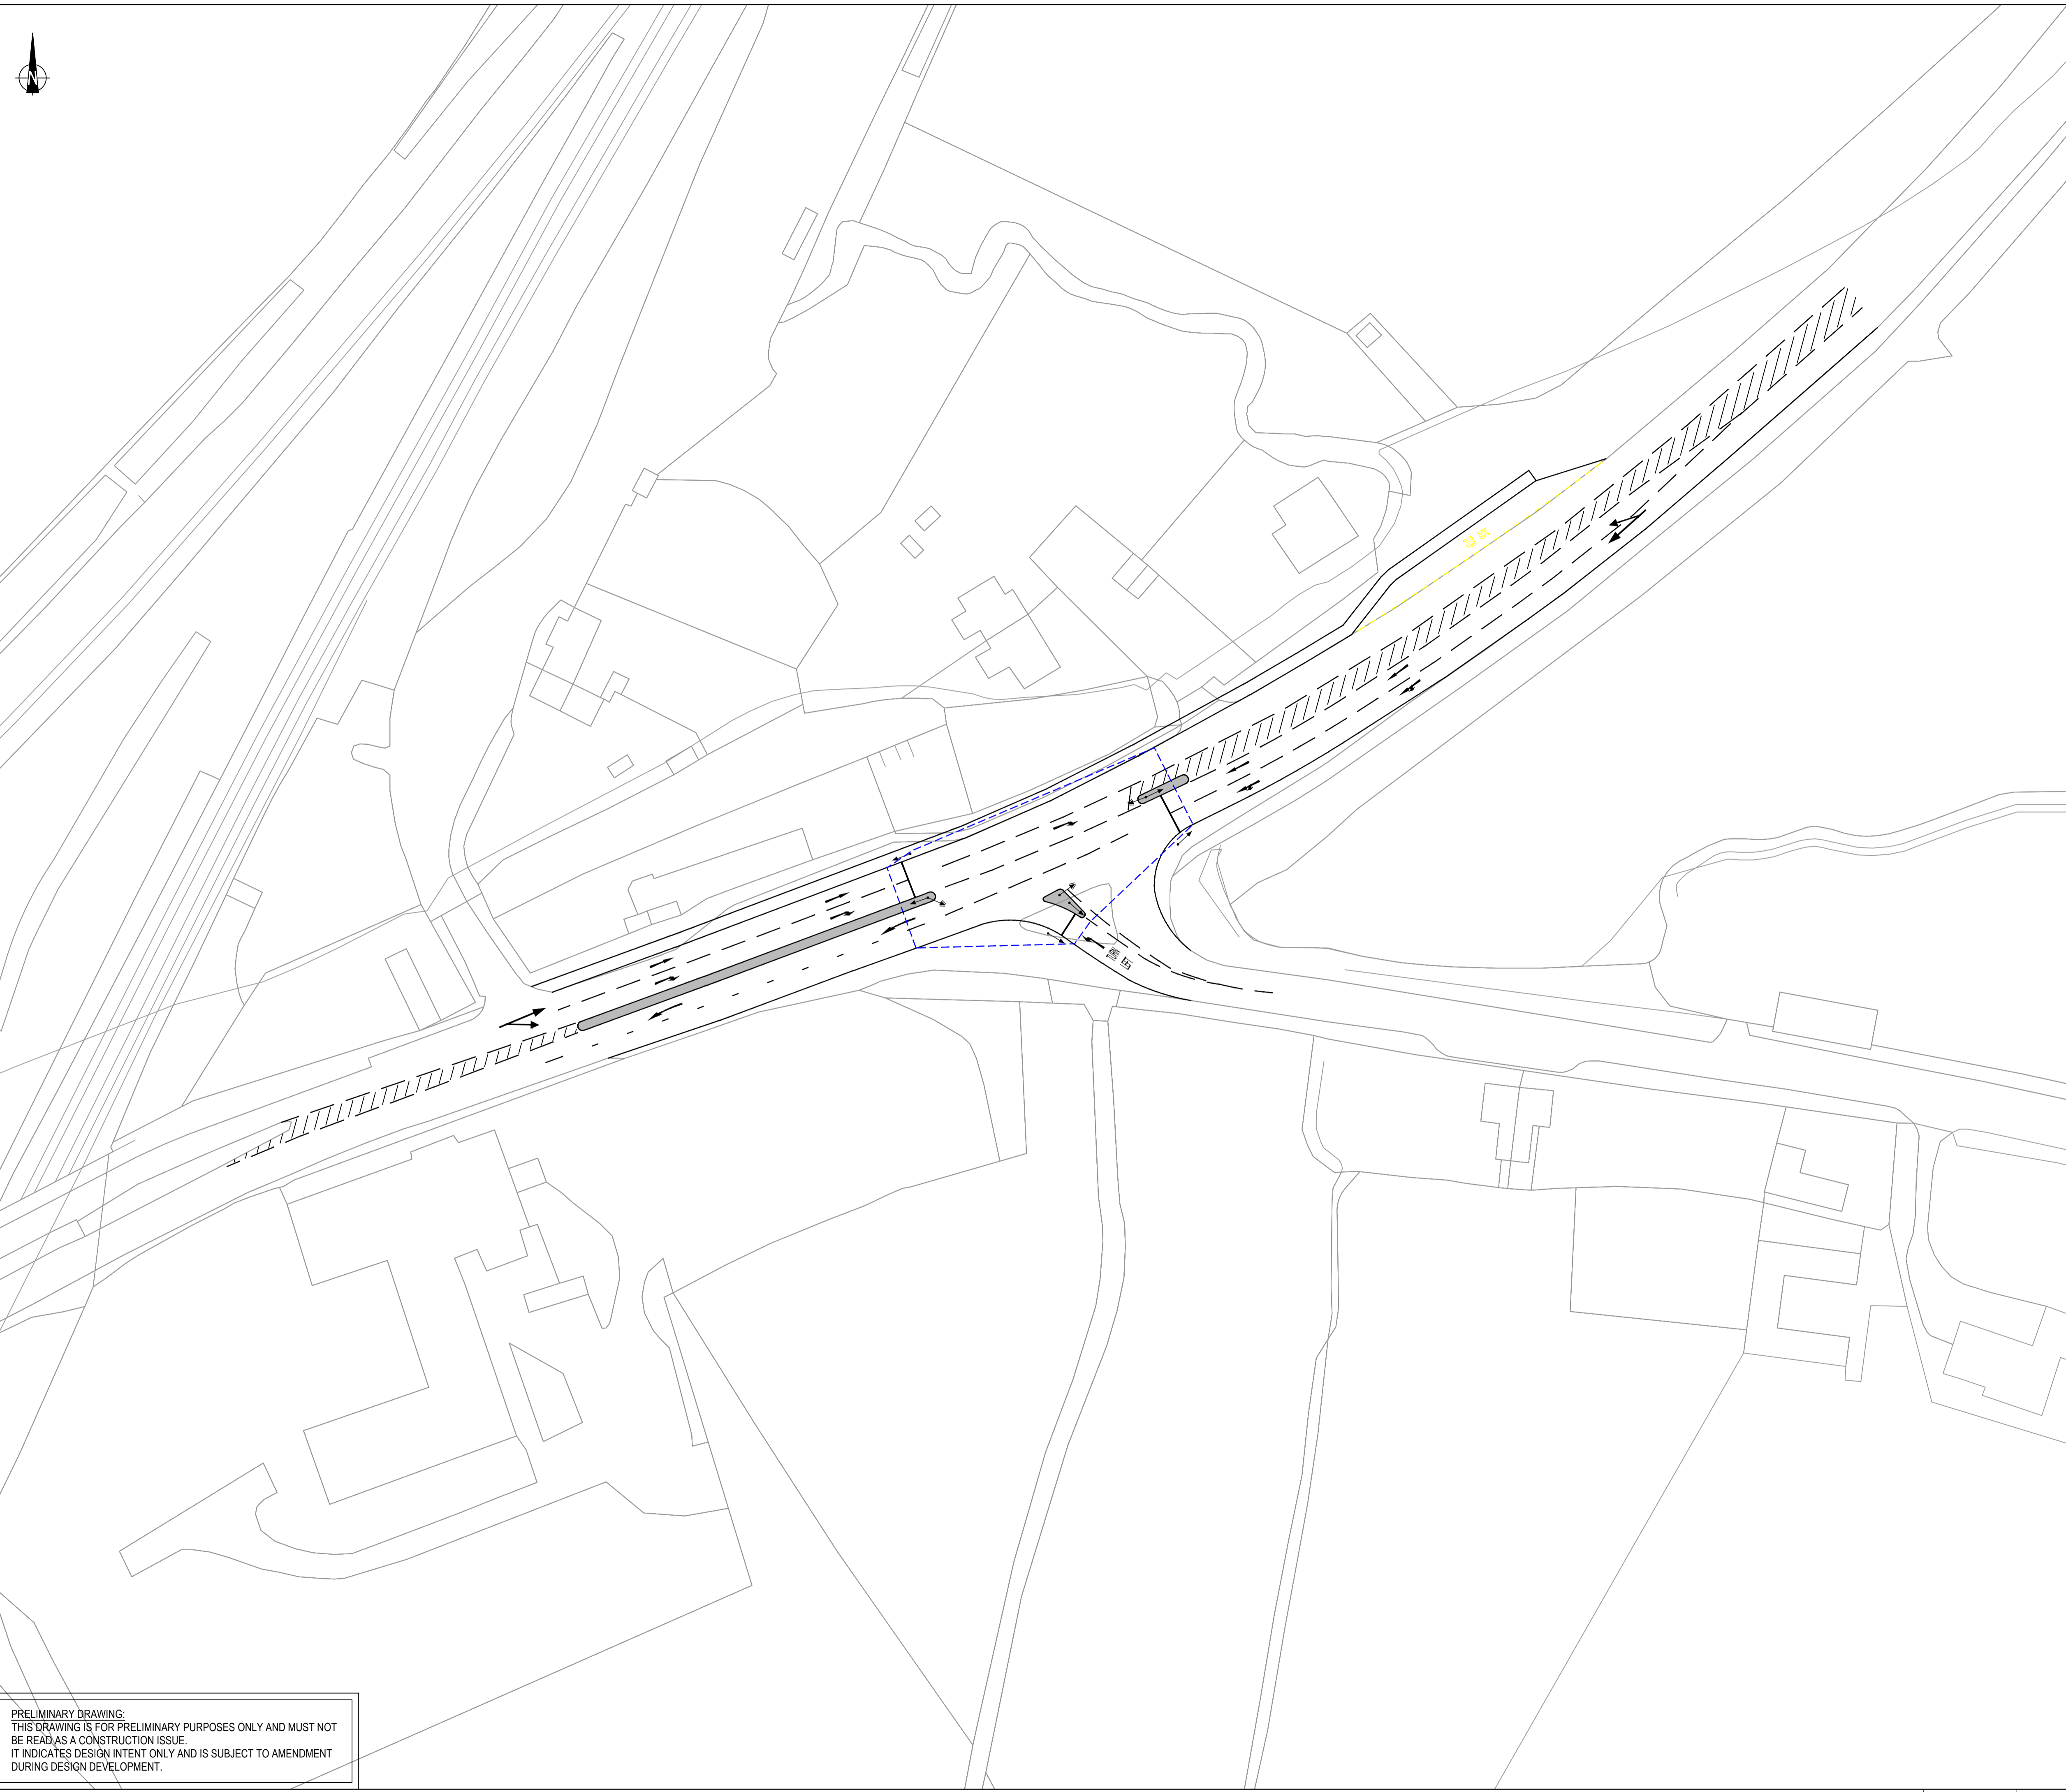 N
PRELIMINARY DRAWING:
THIS DRAWING IS FOR PRELIMINARY PURPOSES ONLY AND MUST NOT
BE READ AS A CONSTRUCTION ISSUE.
IT INDICATES DESIGN INTENT ONLY AND IS SUBJECT TO AMENDMENT
DURING DESIGN DEVELOPMENT.